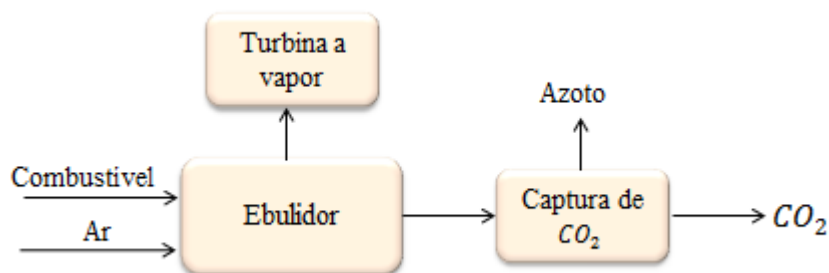 Turbina a
vapor
Azoto
Combustivel
Ar
Ebulidor
Captura de
CO₂
CO₂